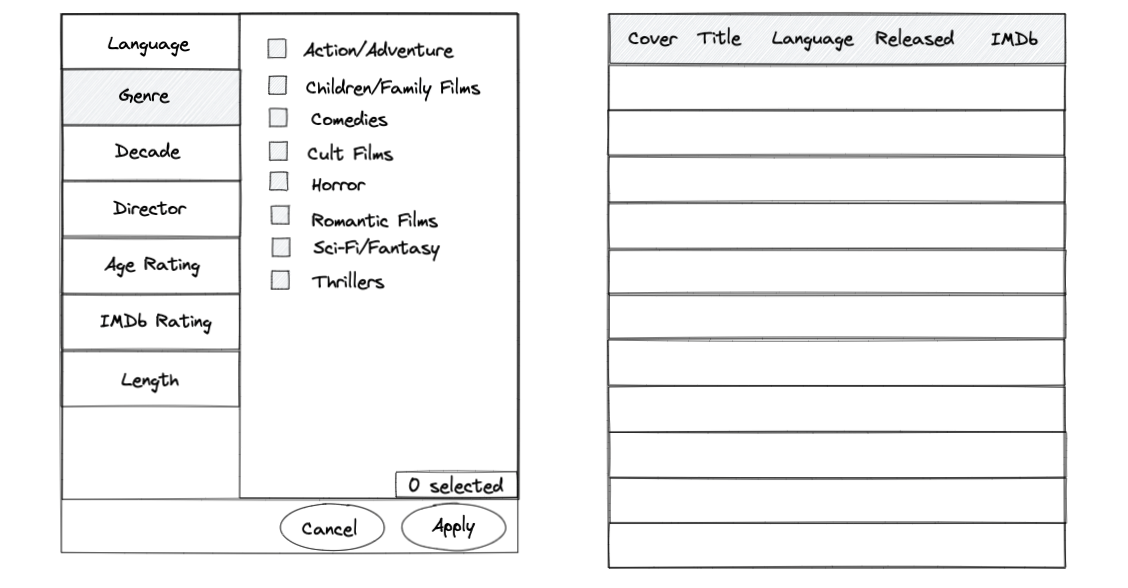 Language
Genre
Decade
Director
Age Rating
IMDb Rating
Length
Action/Adventure
Children/Family Films
Comedies
Cult Films
Horror
Romantic Films
Sci-Fi/Fantasy
Thrillers
0 selected
Cancel
Apply
Cover Title Language Released IMDb